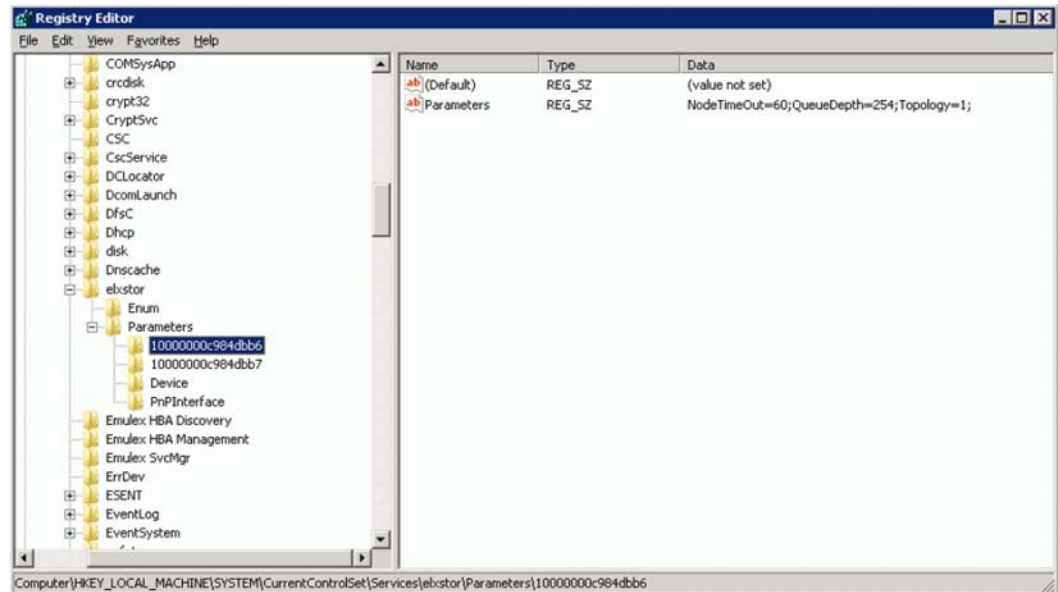 Registry Editor
File Edit View Favorites Help
COMSysApp
crcdisk
crypt32
CryptSvc
CSC
CscService
DCLocator
DcomLaunch
DfsC
Dhcp
disk
Dnscache
elxstor
Enum
Parameters
10000000c984dbb6
10000000c984dbb7
Device
PnPInterface
Emulex HBA Discovery
Emulex HBA Management
Emulex SvcMgr
ErrDev
ESENT
EventLog
EventSystem
Name Type Data
ab (Default) REG_SZ (value not set)
ab Parameters REG_SZ NodeTimeOut=60;QueueDepth=254;Topology=1;
Computer\HKEY_LOCAL_MACHINE\SYSTEM\CurrentControlSet\Services\elxstor\Parameters\10000000c984dbb6